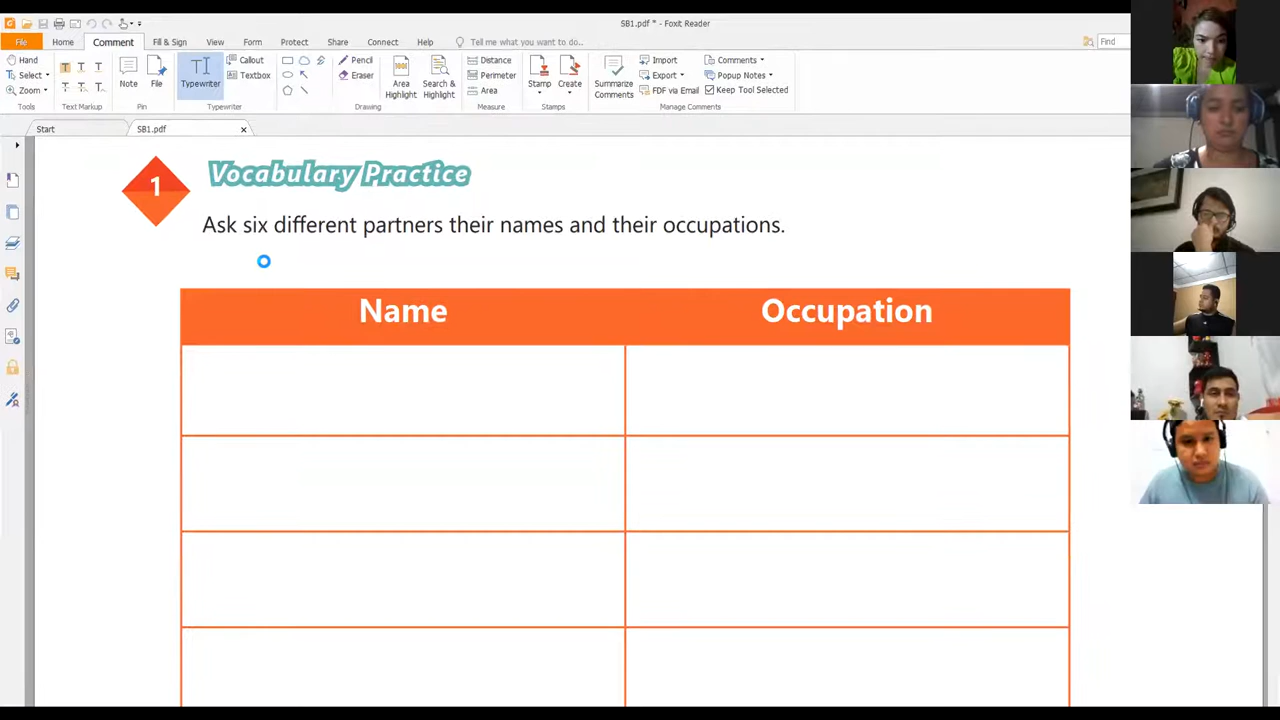 SB1.pdf * - Foxit Reader
File Home Comment Fill & Sign View Form Protect Share Connect Help Tell me what you want to do.. Find
Hand
Select
Zoom
Tools
Text Markup
Note
File
Pin
Typewriter
Callout
Textbox
Typewriter
Pencil
Eraser
Drawing
Area Highlight
Search & Highlight
Distance
Perimeter
Area
Measure
Stamp
Create
Stamps
Summarize Comments
Import
Export
FDF via Email
Comments
Popup Notes
Keep Tool Selected
Manage Comments
Start SB1.pdf
1 Vocabulary Practice
Ask six different partners their names and their occupations.
Name Occupation